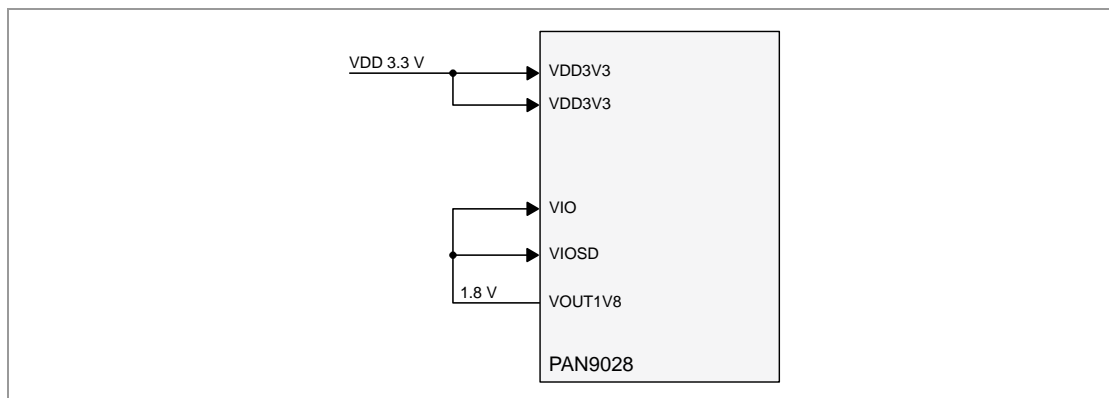 VDD 3.3 V
VDD3V3
VDD3V3
VIO
VIOSD
1.8 V
VOUT1V8
PAN9028